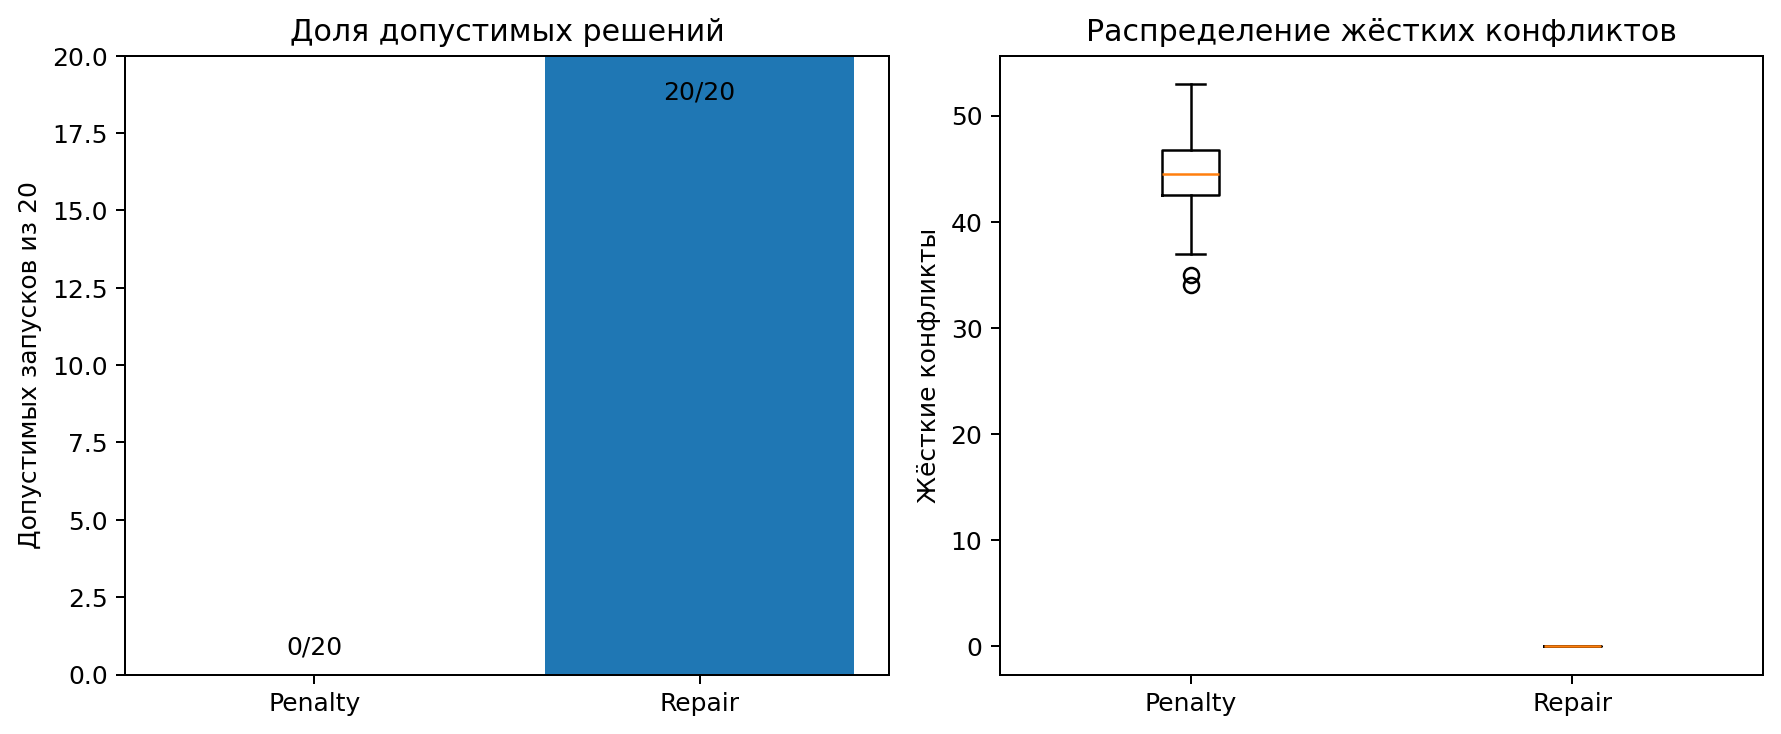 Доля допустимых решений
Допустимых запусков из 20
20.0
17.5
15.0
12.5
10.0
7.5
5.0
2.5
0.0
0/20
20/20
Penalty
Repair
Распределение жёстких конфликтов
Жёсткие конфликты
50
40
30
20
10
0
Penalty
Repair